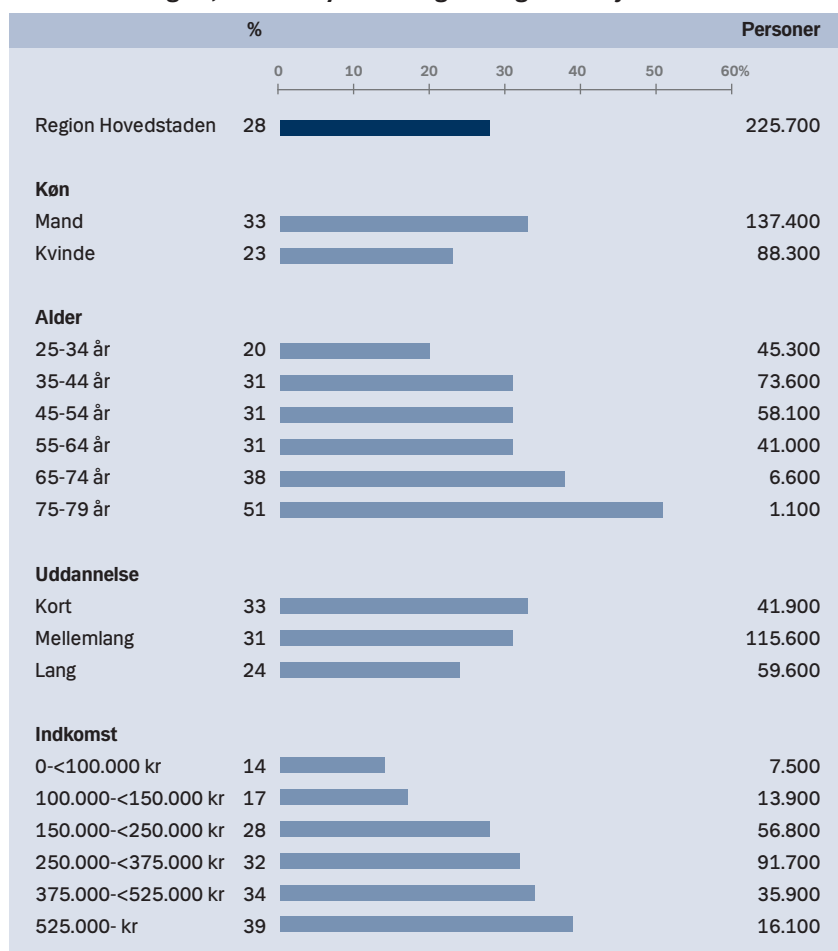 % Personer
0 10 20 30 40 50 60%
Region Hovedstaden 28 225.700
Køn
Mand 33 137.400
Kvinde 23 88.300
Alder
25-34 år 20 45.300
35-44 år 31 73.600
45-54 år 31 58.100
55-64 år 31 41.000
65-74 år 38 6.600
75-79 år 51 1.100
Uddannelse
Kort 33 41.900
Mellemlang 31 115.600
Lang 24 59.600
Indkomst
0-<100.000 kr 14 7.500
100.000-<150.000 kr 17 13.900
150.000-<250.000 kr 28 56.800
250.000-<375.000 kr 32 91.700
375.000-<525.000 kr 34 35.900
525.000- kr 39 16.100